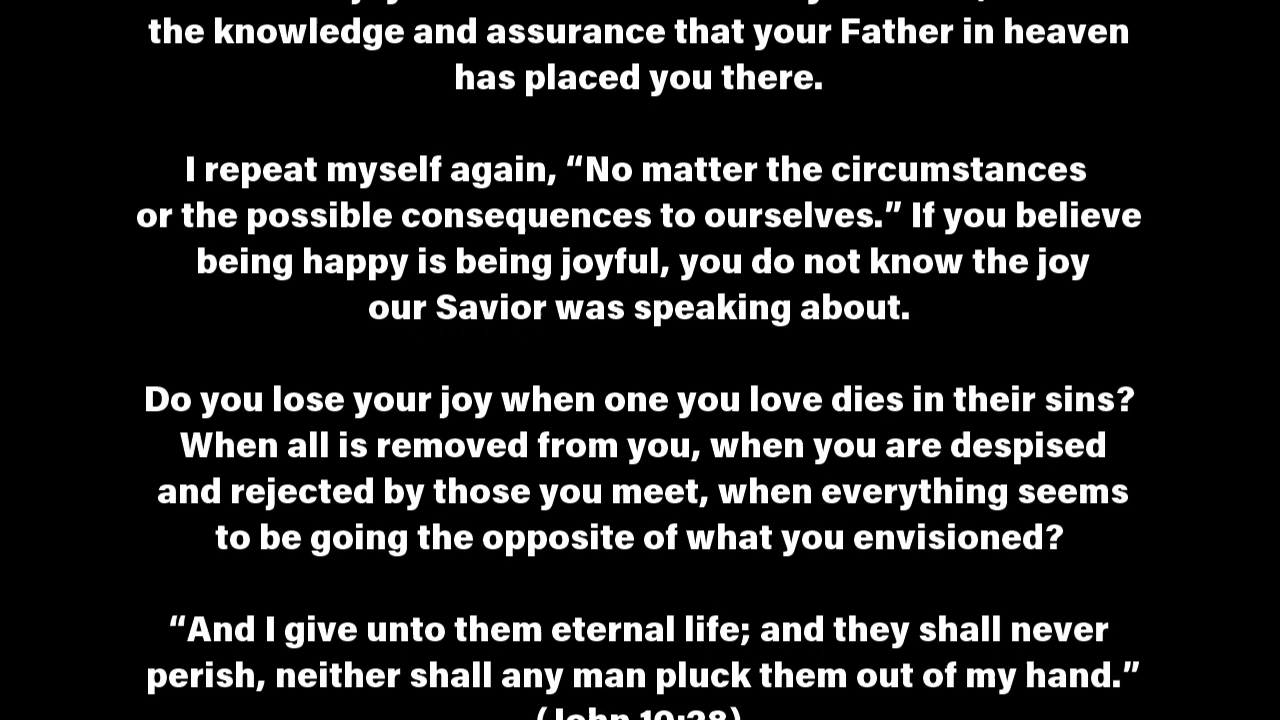 the knowledge and assurance that your Father in heaven
has placed you there.
I repeat myself again, “No matter the circumstances
or the possible consequences to ourselves.” If you believe
being happy is being joyful, you do not know the joy
our Savior was speaking about.
Do you lose your joy when one you love dies in their sins?
When all is removed from you, when you are despised
and rejected by those you meet, when everything seems
to be going the opposite of what you envisioned?
“And I give unto them eternal life; and they shall never
perish, neither shall any man pluck them out of my hand.”
(John 10:28)